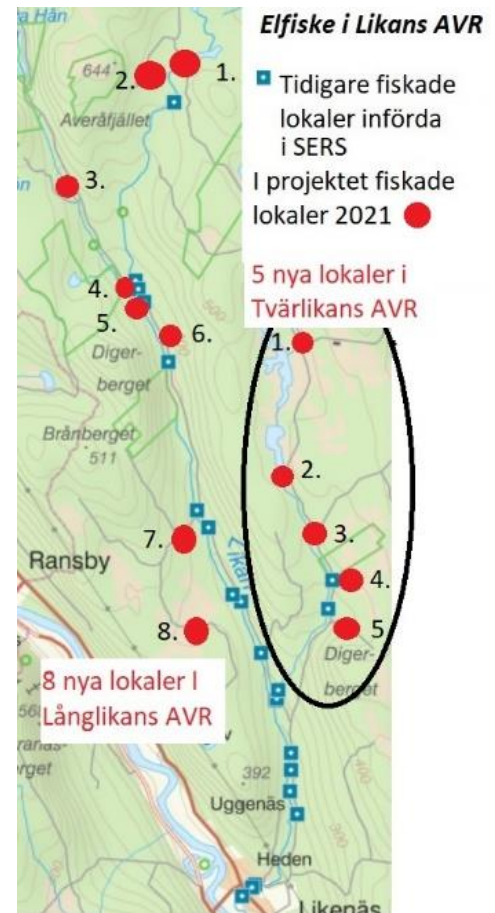 Elfiske i Likans AVR
Tidigare fiskade
lokaler införda
i SERS
I projektet fiskade
lokaler 2021
5 nya lokaler i
Tvärlikans AVR
644
Averåfjället
1.
2.
3.
4.
5.
6.
500
Diger-
berget
Brånberget
511
7.
Ransby
Likan
8.
1.
2.
3.
4.
5
Diger-
berget
8 nya lokaler I
Långlikans AVR
400
392
Uggenäs
300
Heden
Likenäs